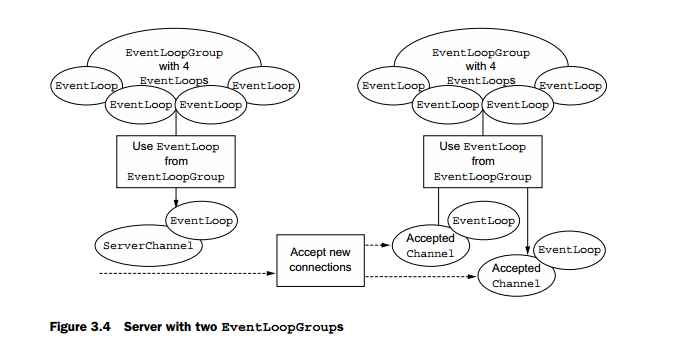 EventLoopGroup
with 4
EventLoops
EventLoop
EventLoop
EventLoop
EventLoop
Use EventLoop
from
EventLoopGroup
EventLoop
ServerChannel
Accept new
connections
EventLoopGroup
with 4
EventLoops
EventLoop
EventLoop
EventLoop
EventLoop
Use EventLoop
from
EventLoopGroup
EventLoop
Accepted
Channel
EventLoop
Accepted
Channel
Figure 3.4 Server with two EventLoopGroups